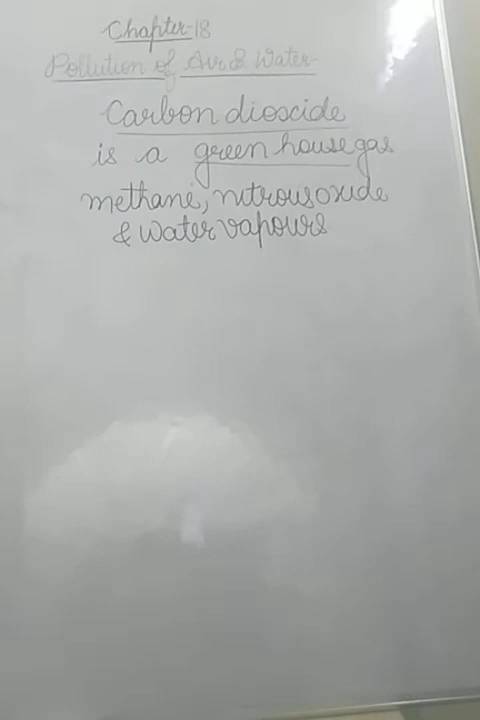 Chapter-18
Pollution of Air & Water
Carbon dioxide
is a green house gas
methane, nitrous oxide
& water vapours